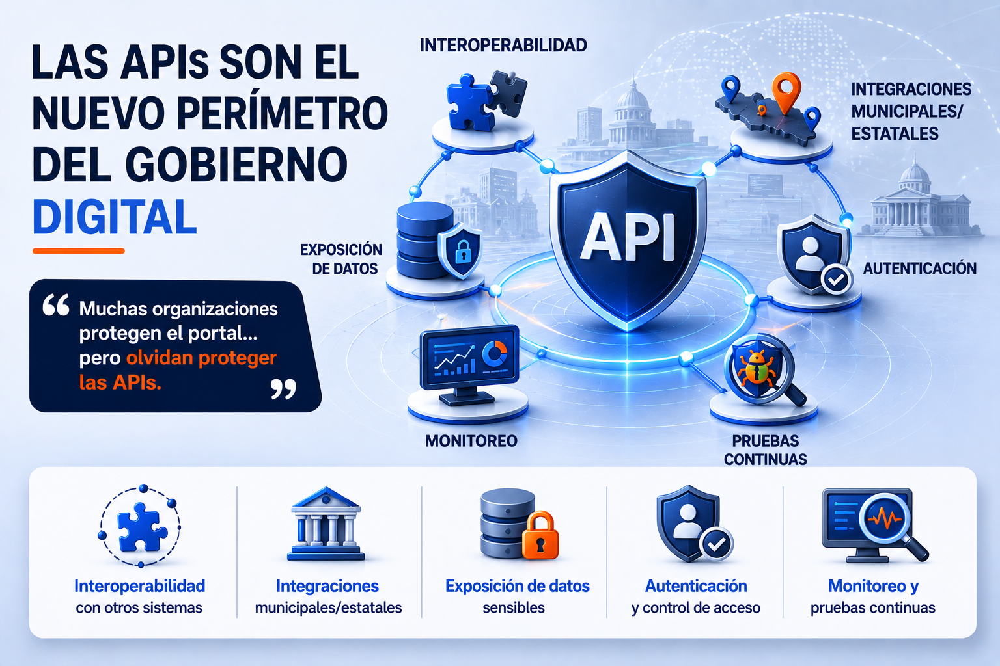 LAS APIs SON EL
NUEVO PERÍMETRO
DEL GOBIERNO
DIGITAL
“ Muchas organizaciones
protegen el portal...
pero olvidan proteger
las APIs. ”
INTEROPERABILIDAD
INTEGRACIONES
MUNICIPALES/
ESTATALES
API
EXPOSICIÓN
DE DATOS
AUTENTICACIÓN
MONITOREO
PRUEBAS
CONTINUAS
Interoperabilidad
con otros sistemas
Integraciones
municipales/estatales
Exposición de datos
sensibles
Autenticación
y control de acceso
Monitoreo y
pruebas continuas